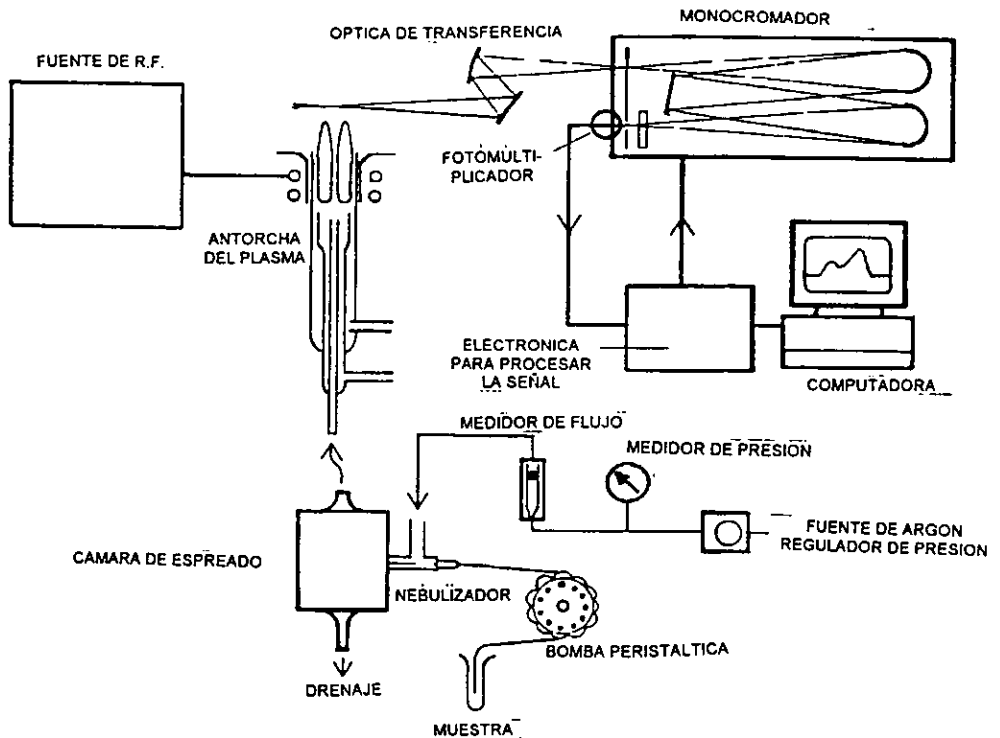 MONOCROMADOR
OPTICA DE TRANSFERENCIA
FUENTE DE R.F.
FOTOMULTI-
PLICADOR
ANTORCHA
DEL PLASMA
ELECTRONICA
PARA PROCESAR
LA SEÑAL
COMPUTADORA
MEDIDOR DE FLUJO
MEDIDOR DE PRESION
FUENTE DE ARGON
REGULADOR DE PRESION
CAMARA DE ESPREADO
NEBULIZADOR
BOMBA PERISTALTICA
DRENAJE
MUESTRA